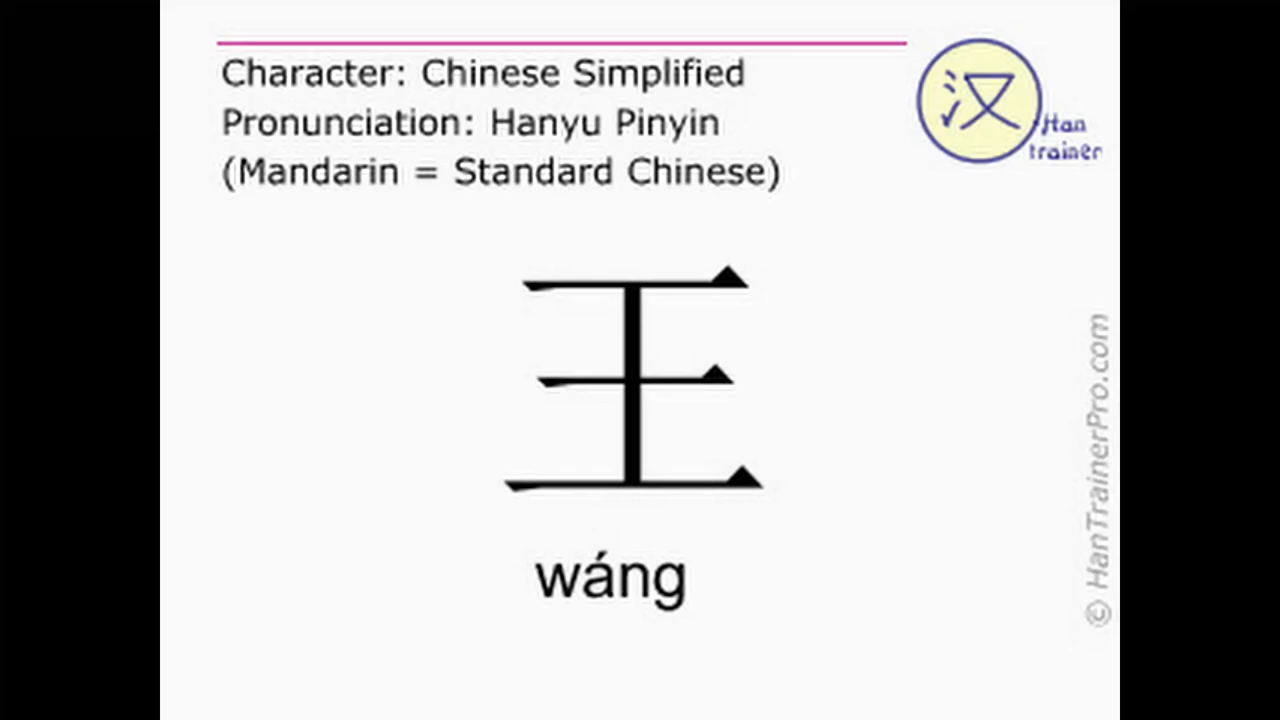 Character: Chinese Simplified
Pronunciation: Hanyu Pinyin
(Mandarin = Standard Chinese)
汉
Han
trainer
王
wáng
© HanTrainerPro.com